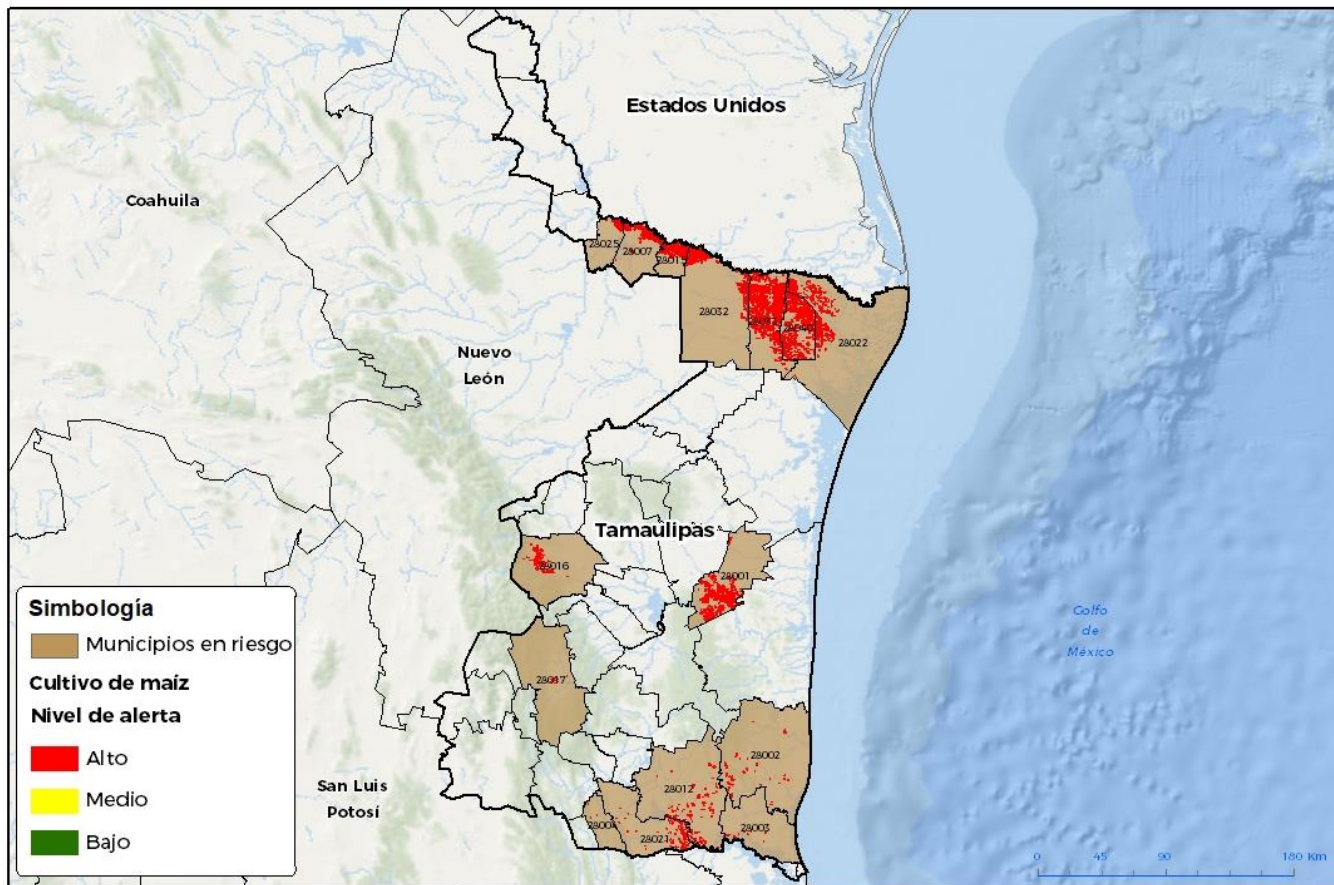 Estados Unidos
Coahuila
28025
28007
28032
28022
Nuevo
León
Tamaulipas
28016
28001
Golfo
de
México
San Luis
Potosí
28002
28012
28021
28003
Simbología
Municipios en riesgo
Cultivo de maíz
Nivel de alerta
Alto
Medio
Bajo
0 45 90 180 Km